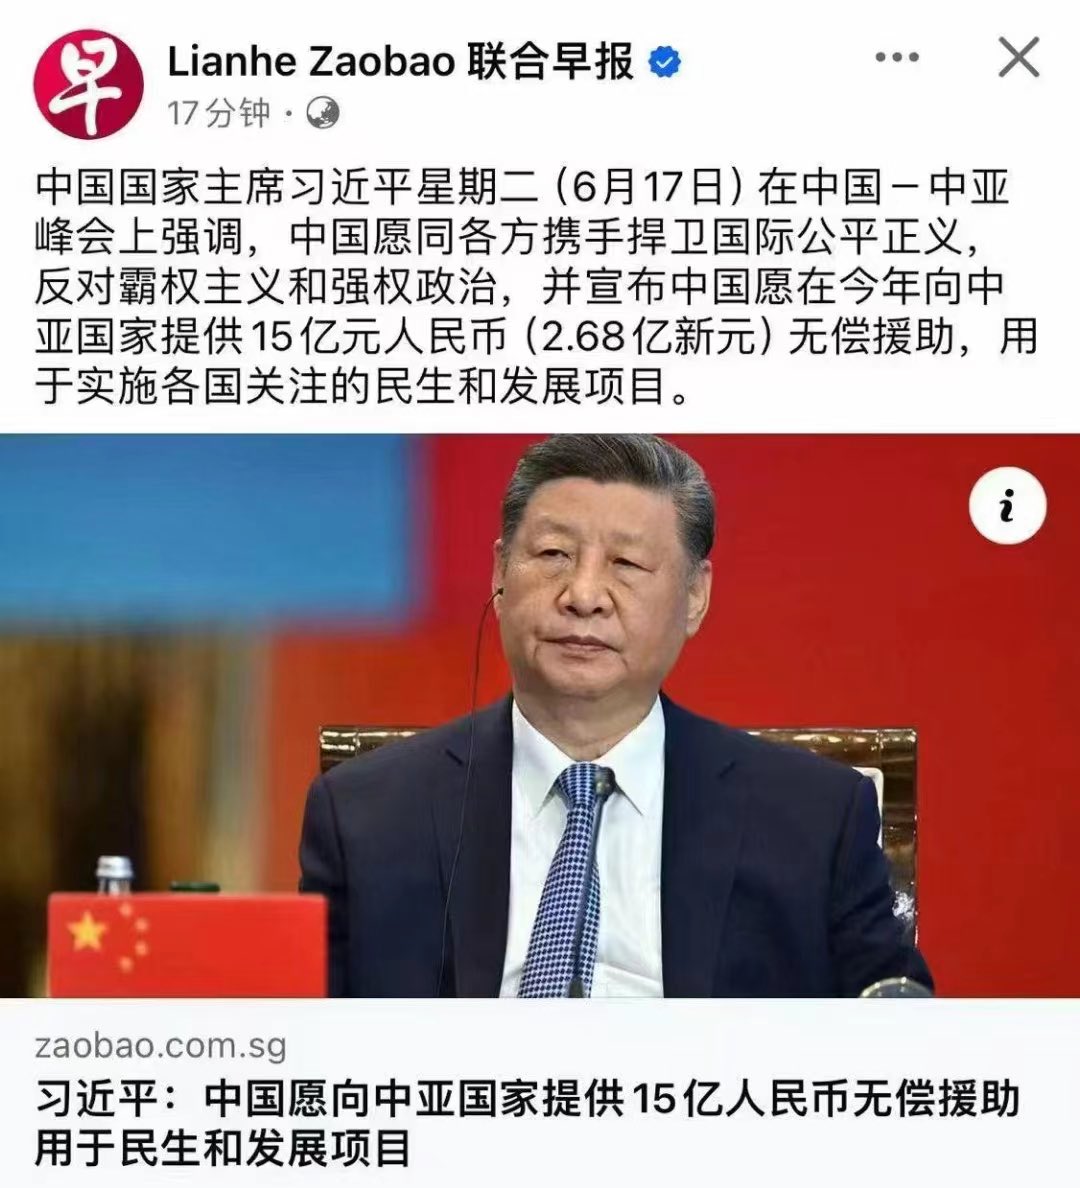 早
Lianhe Zaobao 联合早报
17分钟 ·
中国国家主席习近平星期二（6月17日）在中国－中亚
峰会上强调，中国愿同各方携手捍卫国际公平正义，
反对霸权主义和强权政治，并宣布中国愿在今年向中
亚国家提供15亿元人民币（2.68亿新元）无偿援助，用
于实施各国关注的民生和发展项目。
i
zaobao.com.sg
习近平：中国愿向中亚国家提供15亿人民币无偿援助
用于民生和发展项目